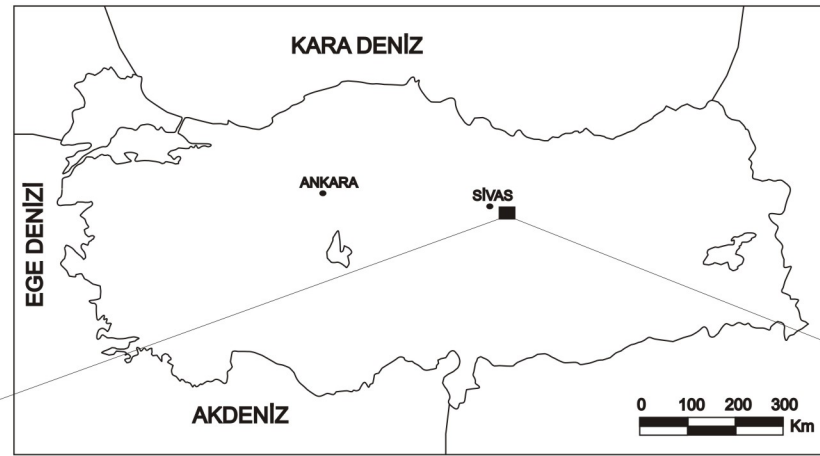 KARA DENİZ
ANKARA
SİVAS
EGE DENİZİ
AKDENİZ
0 100 200 300
Km